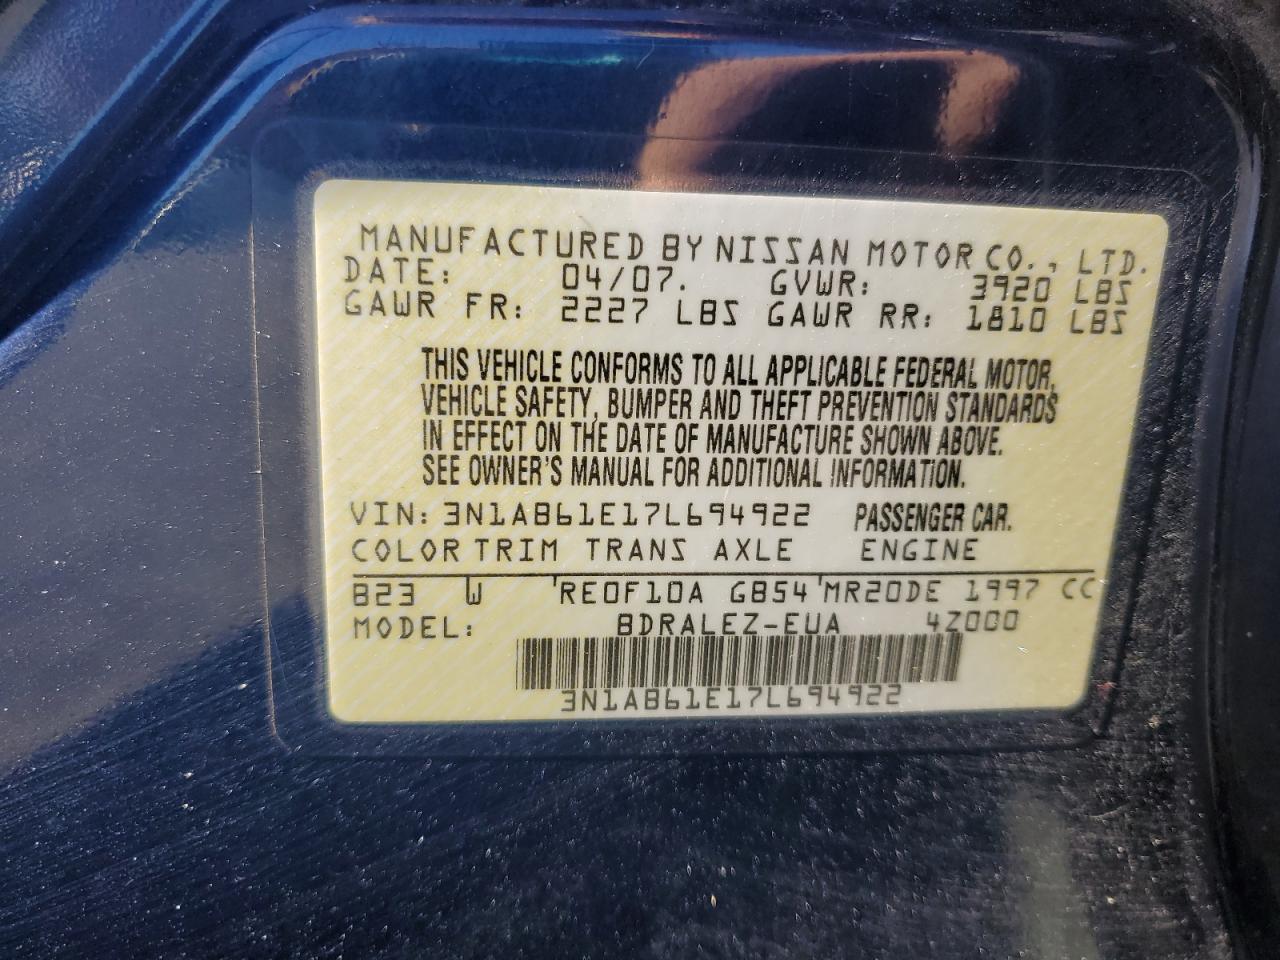 MANUFACTURED BY NISSAN MOTOR CO., LTD.
DATE: 04/07. GVWR: 3920 LBS
GAWR FR: 2227 LBS GAWR RR: 1810 LBS
THIS VEHICLE CONFORMS TO ALL APPLICABLE FEDERAL MOTOR,
VEHICLE SAFETY, BUMPER AND THEFT PREVENTION STANDARDS
IN EFFECT ON THE DATE OF MANUFACTURE SHOWN ABOVE.
SEE OWNER'S MANUAL FOR ADDITIONAL INFORMATION.
VIN: 3N1AB61E17L694922 PASSENGER CAR.
COLOR TRIM TRANS AXLE ENGINE
B23 W RE0F10A GB54 MR20DE 1997 CC
MODEL: BDRALEZ-EUA 4Z000
3N1AB61E17L694922